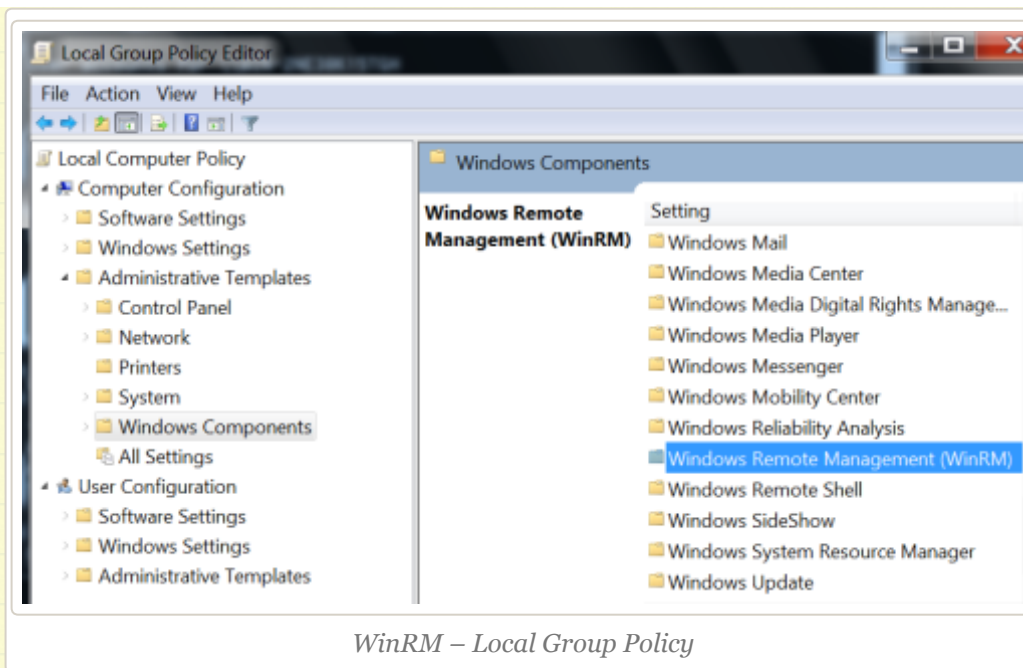 Local Group Policy Editor
File Action View Help
Local Computer Policy
Computer Configuration
Software Settings
Windows Settings
Administrative Templates
Control Panel
Network
Printers
System
Windows Components
All Settings
User Configuration
Software Settings
Windows Settings
Administrative Templates
Windows Components
Windows Remote
Management (WinRM)
Setting
Windows Mail
Windows Media Center
Windows Media Digital Rights Manage...
Windows Media Player
Windows Messenger
Windows Mobility Center
Windows Reliability Analysis
Windows Remote Management (WinRM)
Windows Remote Shell
Windows SideShow
Windows System Resource Manager
Windows Update
WinRM – Local Group Policy